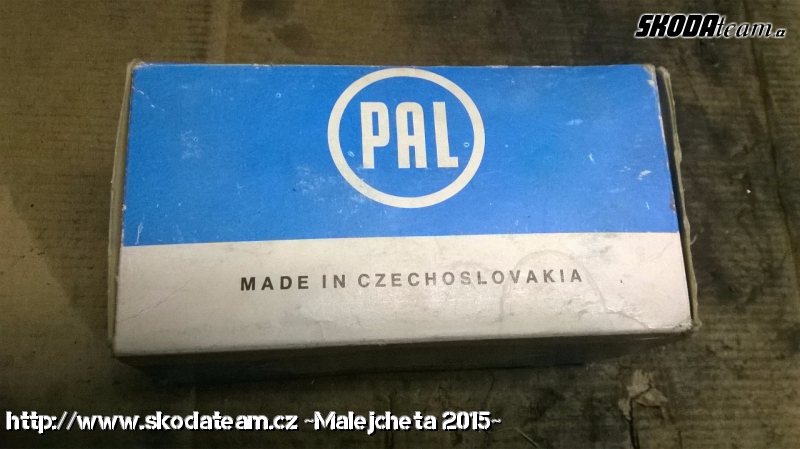 SKODAteam.cz
PAL
MADE IN CZECHOSLOVAKIA
http://www.skodateam.cz ~Malejcheta 2015~